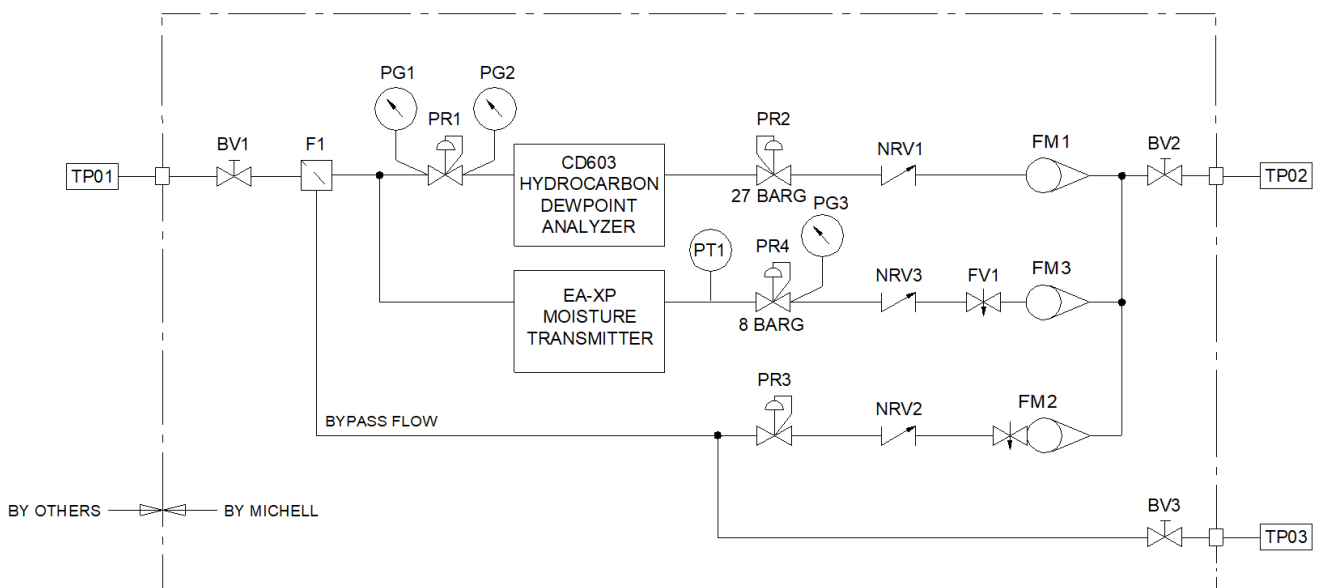 PG1
PG2
PR1
PR2
BV1
F1
CD603
HYDROCARBON
DEWPOINT
ANALYZER
NRV1
FM1
BV2
TP01
TP02
27 BARG
PG3
PT1
PR4
NRV3
FV1
FM3
EA-XP
MOISTURE
TRANSMITTER
8 BARG
PR3
NRV2
FM2
BYPASS FLOW
BY OTHERS
BY MICHELL
BV3
TP03